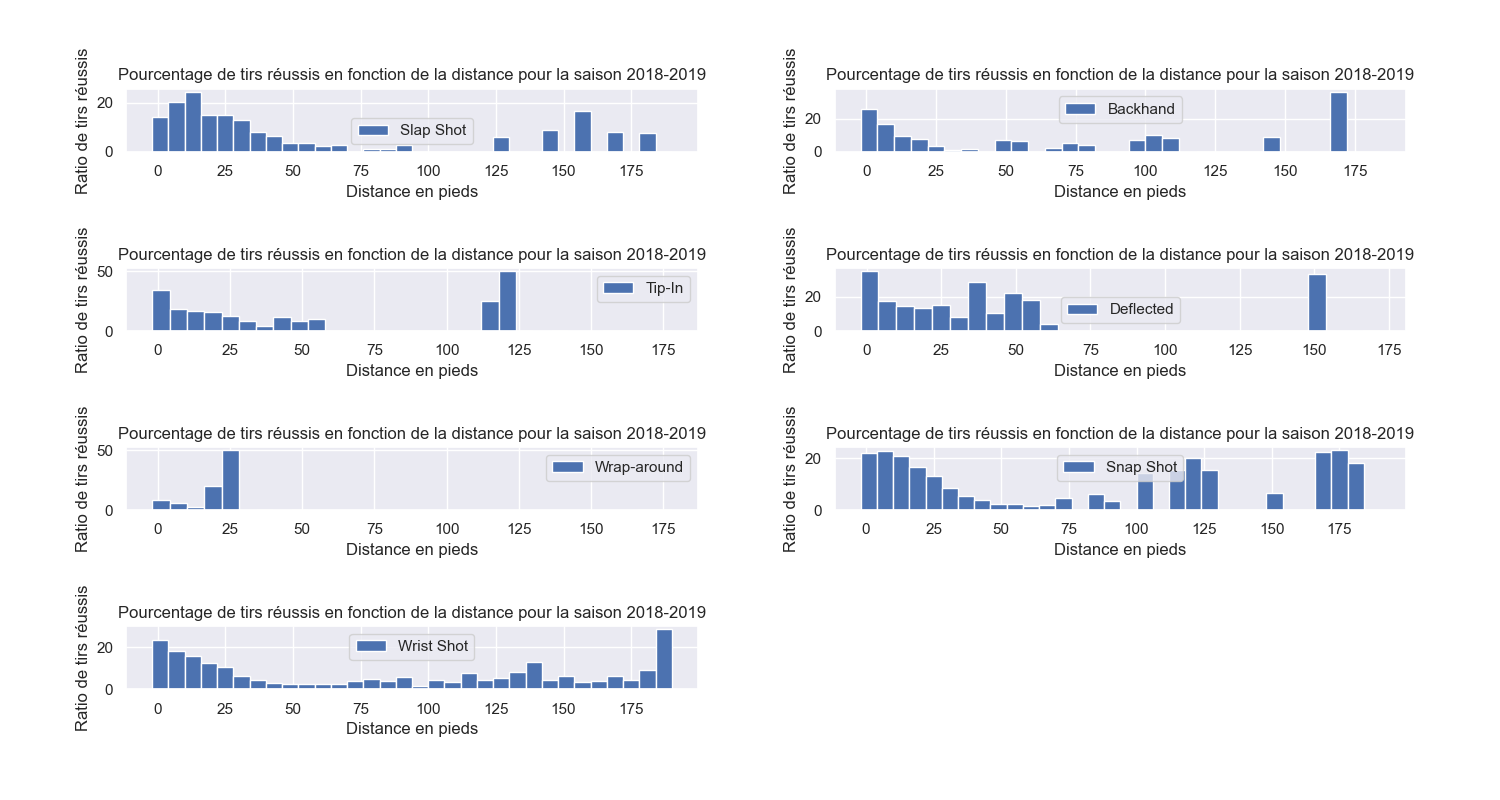 Pourcentage de tirs réussis en fonction de la distance pour la saison 2018-2019
Ratio de tirs réussis
20
0
Slap Shot
0 25 50 75 100 125 150 175
Distance en pieds
Pourcentage de tirs réussis en fonction de la distance pour la saison 2018-2019
Ratio de tirs réussis
20
0
Backhand
0 25 50 75 100 125 150 175
Distance en pieds
Pourcentage de tirs réussis en fonction de la distance pour la saison 2018-2019
Ratio de tirs réussis
50
0
Tip-In
0 25 50 75 100 125 150 175
Distance en pieds
Pourcentage de tirs réussis en fonction de la distance pour la saison 2018-2019
Ratio de tirs réussis
20
0
Deflected
0 25 50 75 100 125 150 175
Distance en pieds
Pourcentage de tirs réussis en fonction de la distance pour la saison 2018-2019
Ratio de tirs réussis
50
0
Wrap-around
0 25 50 75 100 125 150 175
Distance en pieds
Pourcentage de tirs réussis en fonction de la distance pour la saison 2018-2019
Ratio de tirs réussis
20
0
Snap Shot
0 25 50 75 100 125 150 175
Distance en pieds
Pourcentage de tirs réussis en fonction de la distance pour la saison 2018-2019
Ratio de tirs réussis
20
0
Wrist Shot
0 25 50 75 100 125 150 175
Distance en pieds